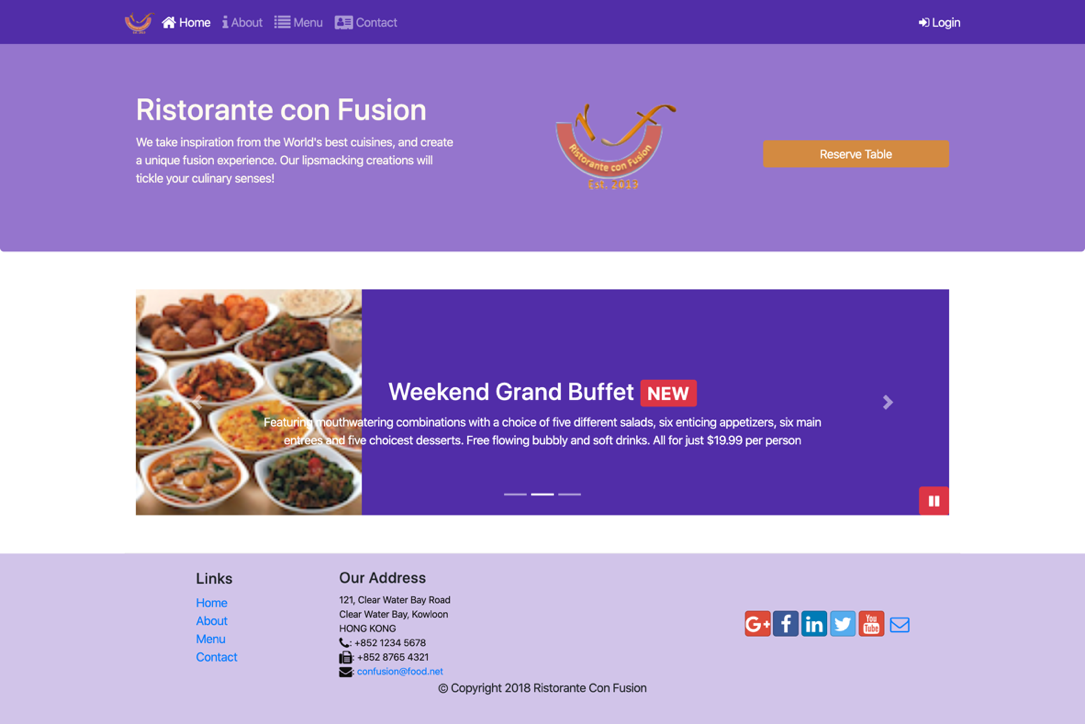 Home
About
Menu
Contact
Login
Ristorante con Fusion
We take inspiration from the World's best cuisines, and create
a unique fusion experience. Our lipsmacking creations will
tickle your culinary senses!
Ristorante con Fusion
Est. 2013
Reserve Table
Weekend Grand Buffet NEW
Featuring mouthwatering combinations with a choice of five different salads, six enticing appetizers, six main
entrees and five choicest desserts. Free flowing bubbly and soft drinks. All for just $19.99 per person
Links
Home
About
Menu
Contact
Our Address
121, Clear Water Bay Road
Clear Water Bay, Kowloon
HONG KONG
: +852 1234 5678
: +852 8765 4321
: confusion@food.net
G+
f
in
You
Tube
© Copyright 2018 Ristorante Con Fusion